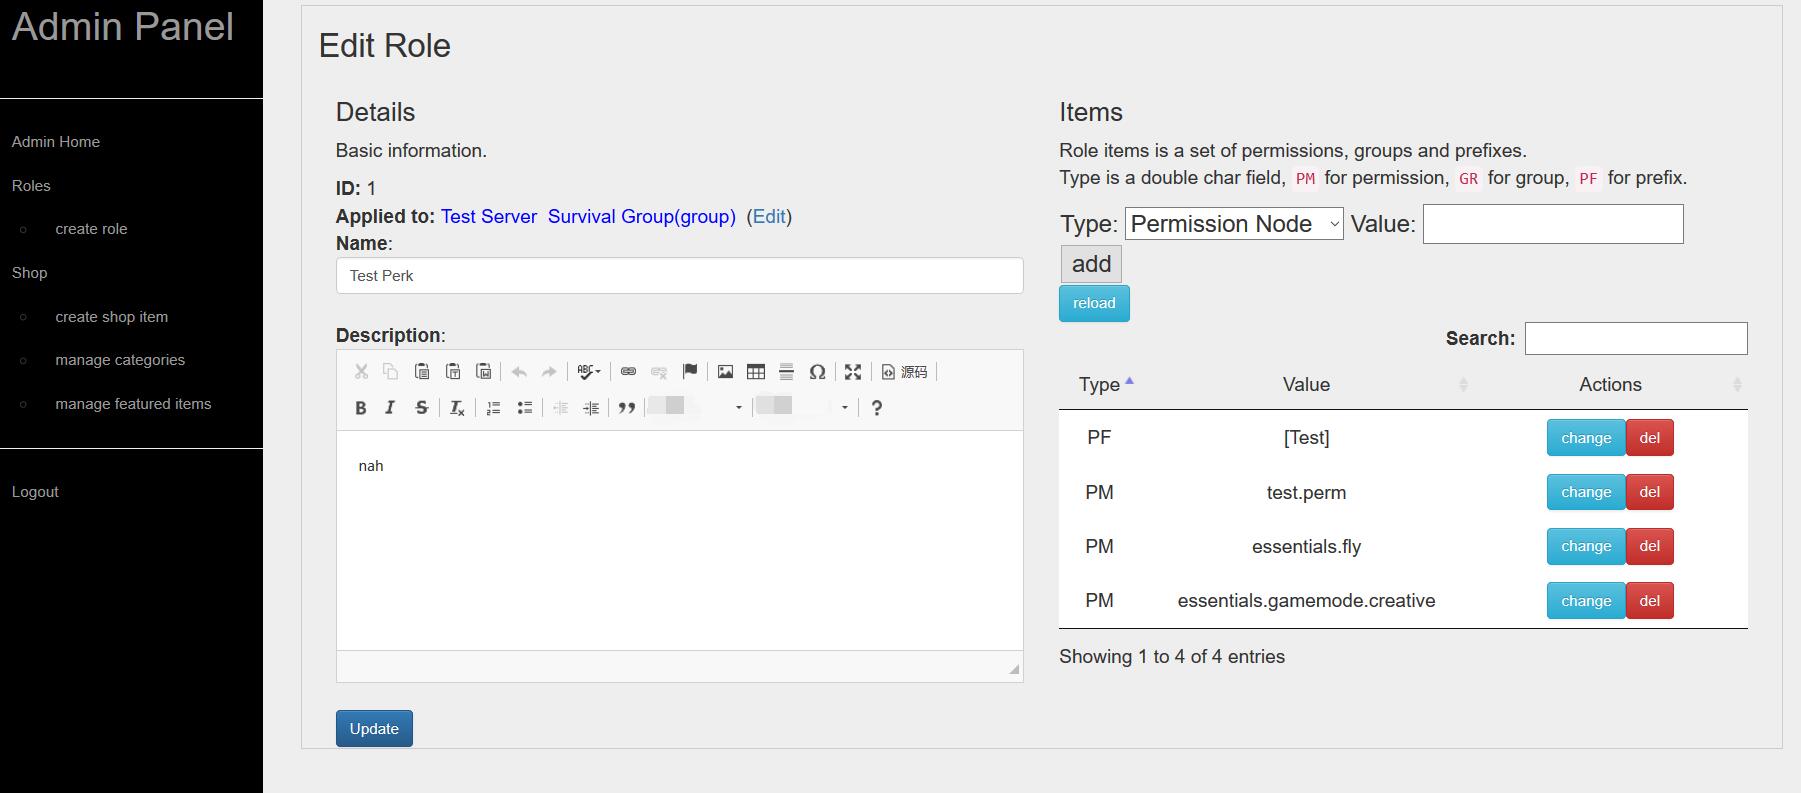 Admin Panel
Admin Home
Roles
create role
Shop
create shop item
manage categories
manage featured items
Logout
Edit Role
Details
Basic information.
ID: 1
Applied to: Test Server Survival Group(group) (Edit)
Name:
Test Perk
Description:
ABC
源码
B I S Tx
nah
Update
Items
Role items is a set of permissions, groups and prefixes.
Type is a double char field, PM for permission, GR for group, PF for prefix.
Type: Permission Node Value:
add
reload
Search:
Type Value Actions
PF [Test] change del
PM test.perm change del
PM essentials.fly change del
PM essentials.gamemode.creative change del
Showing 1 to 4 of 4 entries